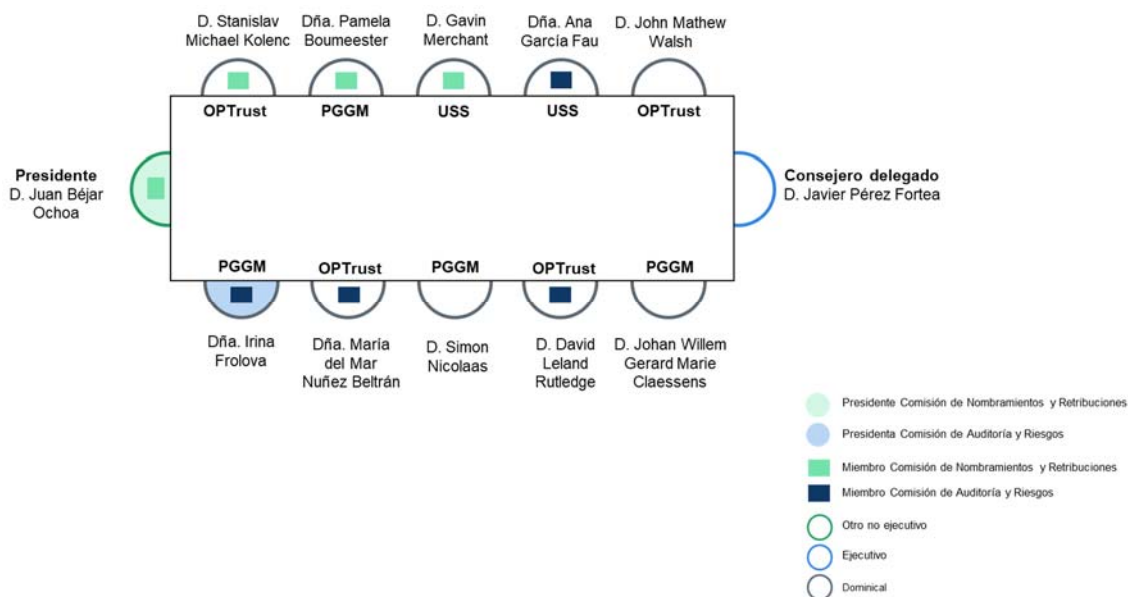 D. Stanislav
Michael Kolenc
Dña. Pamela
Boumeester
D. Gavin
Merchant
Dña. Ana
García Fau
D. John Mathew
Walsh
OPTrust
PGGM
USS
USS
OPTrust
Presidente
D. Juan Béjar
Ochoa
Consejero delegado
D. Javier Pérez Fortea
PGGM
OPTrust
PGGM
OPTrust
PGGM
Dña. Irina
Frolova
Dña. María
del Mar
Nuñez Beltrán
D. Simon
Nicolaas
D. David
Leland
Rutledge
D. Johan Willem
Gerard Marie
Claessens
Presidente Comisión de Nombramientos y Retribuciones
Presidenta Comisión de Auditoría y Riesgos
Miembro Comisión de Nombramientos y Retribuciones
Miembro Comisión de Auditoría y Riesgos
Otro no ejecutivo
Ejecutivo
Dominical